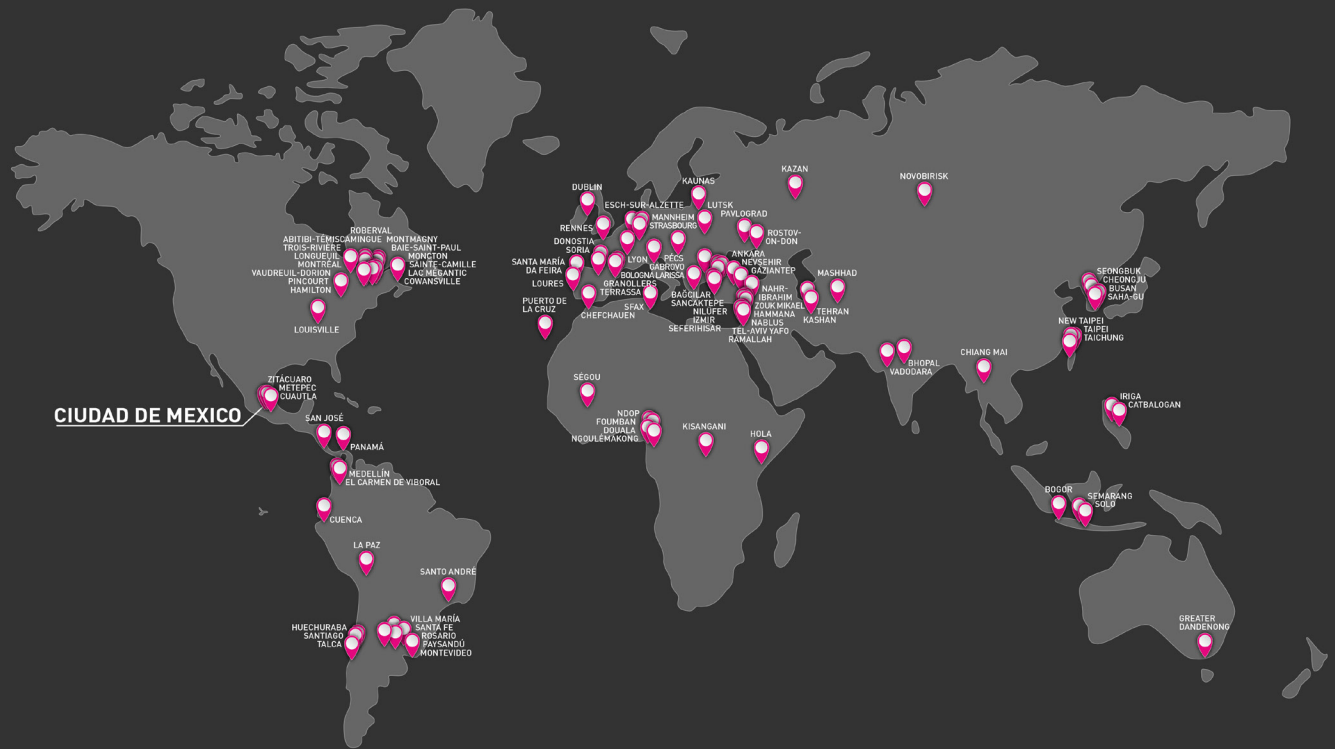 KAZAN
NOVOBIRISK
KAUNAS
DUBLIN
ESCH-SUR-ALZETTE
LUTSK
PAVLOGRAD
MANNHEIM
STRASBOURG
RENNES
ROSTOV-
ON-DON
ROBERVAL
ABITIBI-TÉMISCAMINGUE
MONTMAGNY
TROIS-RIVIÈRE
BAIE-SAINT-PAUL
LONGUEUIL
MONCTON
MONTRÉAL
SAINTE-CAMILLE
VAUDREUIL-DORION
LAC MÉGANTIC
PINCOURT
COWANSVILLE
HAMILTON
LOUISVILLE
DONOSTIA
SORIA
SANTA MARÍA
DA FEIRA
LOURES
LYON
PÉCS
GABROVO
BOLOGNA
LARISSA
GRANOLLERS
TERRASSA
CHEFCHAUEN
SFAX
PUERTO DE
LA CRUZ
ANKARA
NEVSEHIR
GAZIANTEP
BAĞCILAR
SANCAKTEPE
NILÜFER
IZMIR
SEFERIHISAR
NAHR-
IBRAHIM
ZOUK MIKAEL
HAMMANA
NABLUS
TEL-AVIV YAFO
RAMALLAH
MASHHAD
TEHRAN
KASHAN
SEONGBUK
CHEONGJU
BUSAN
SAHA-GU
NEW TAIPEI
TAIPEI
TAICHUNG
CHIANG MAI
BHOPAL
VADODARA
ZITÁCUARO
METEPEC
CUAUTLA
CIUDAD DE MEXICO
SAN JOSÉ
PANAMÁ
MEDELLÍN
EL CARMEN DE VIBORAL
CUENCA
SÉGOU
NDOP
FOUMBAN
DOUALA
NGOULÉMAKONG
KISANGANI
HOLA
IRIGA
CATBALOGAN
BOGOR
SEMARANG
SOLO
LA PAZ
SANTO ANDRÉ
HUECHURABA
SANTIAGO
TALCA
VILLA MARÍA
SANTA FE
ROSARIO
PAYSANDÚ
MONTEVIDEO
GREATER
DANDENONG